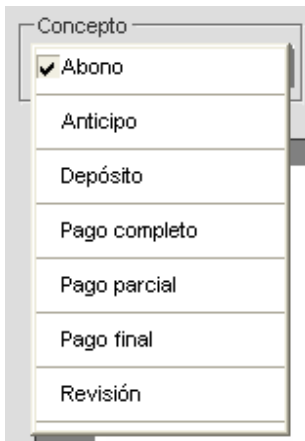 Concepto
Abono
Anticipo
Depósito
Pago completo
Pago parcial
Pago final
Revisión